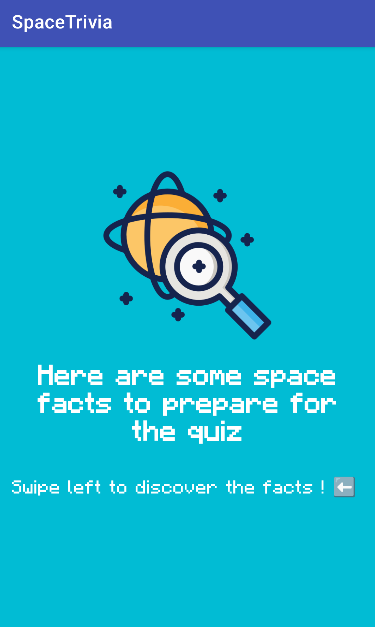 SpaceTrivia
Here are some space
facts to prepare for
the quiz
Swipe left to discover the facts ! ⬅